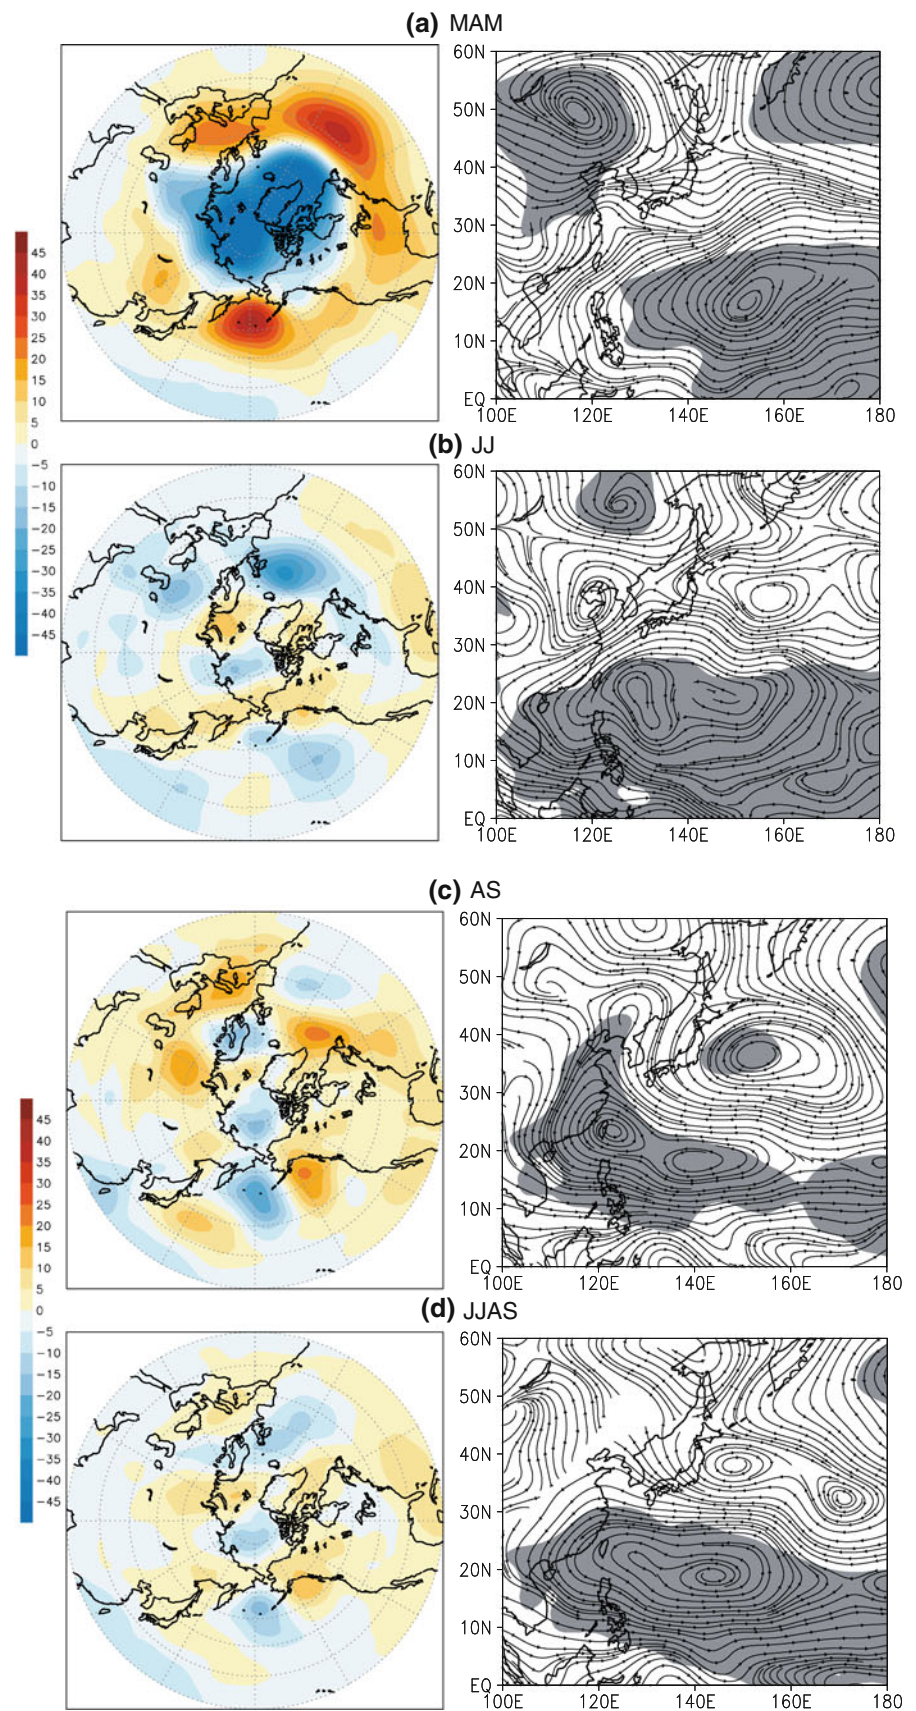 (a) MAM
45
40
35
30
25
20
15
10
5
0
−5
−10
−15
−20
−25
−30
−35
−40
−45
60N
50N
40N
30N
20N
10N
EQ
100E 120E 140E 160E 180
(b) JJ
60N
50N
40N
30N
20N
10N
EQ
100E 120E 140E 160E 180
(c) AS
60N
50N
40N
30N
20N
10N
EQ
100E 120E 140E 160E 180
45
40
35
30
25
20
15
10
5
0
−5
−10
−15
−20
−25
−30
−35
−40
−45
(d) JJAS
60N
50N
40N
30N
20N
10N
EQ
100E 120E 140E 160E 180